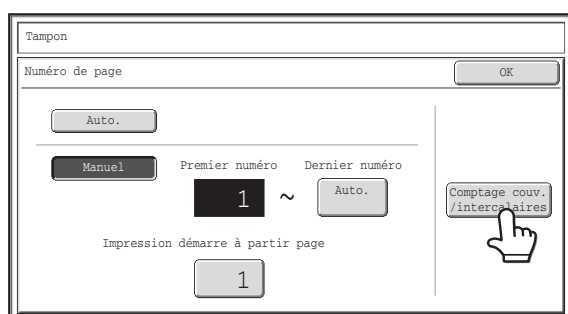 Tampon
Numéro de page
OK
Auto.
Manuel
Premier numéro
Dernier numéro
1
~
Auto.
Comptage couv.
/intercalaires
Impression démarre à partir page
1